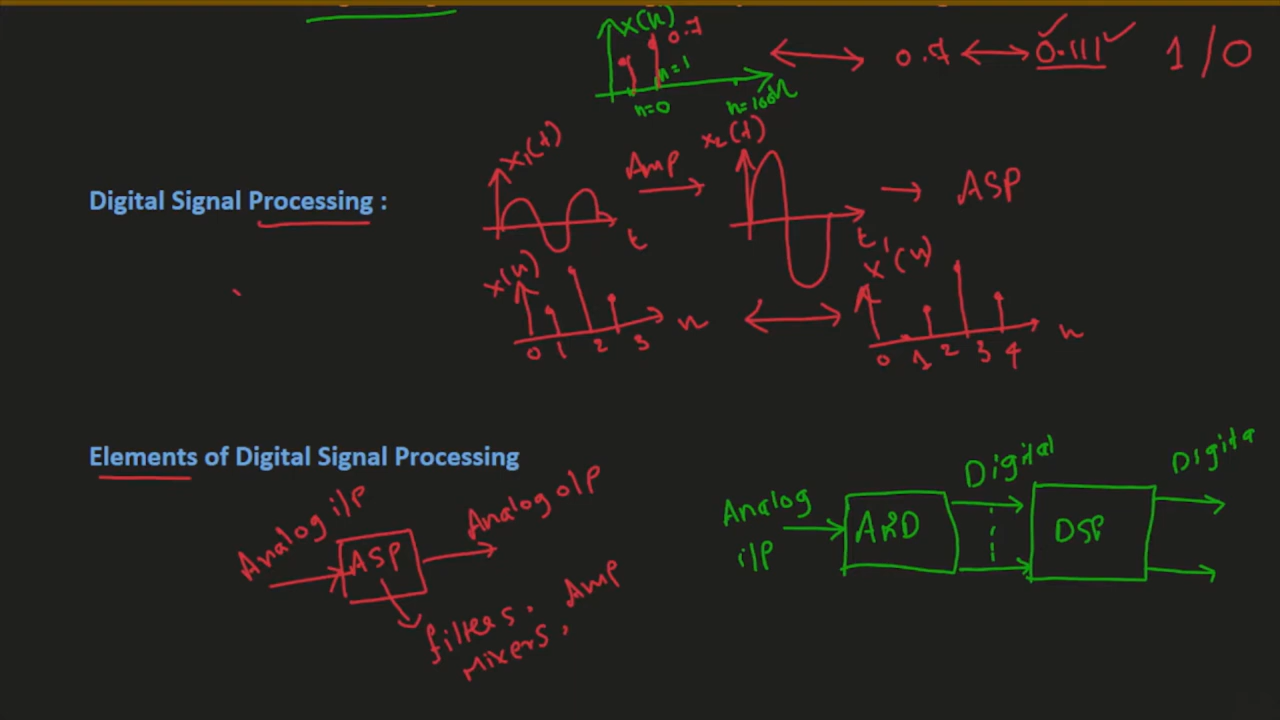 x(n)
0.7
n=1
n=0
n=100
n
0.7
0.111
1/0
x₁(t)
Amp
x₂(t)
ASP
Digital Signal Processing :
t
t
x(n)
0 1 2 3
n
x'(n)
0 1 2 3 4
n
Elements of Digital Signal Processing
Analog i/p
ASP
Analog o/p
filters, Amp
Mixers,
Analog
i/p
Digital
DSP
Digita